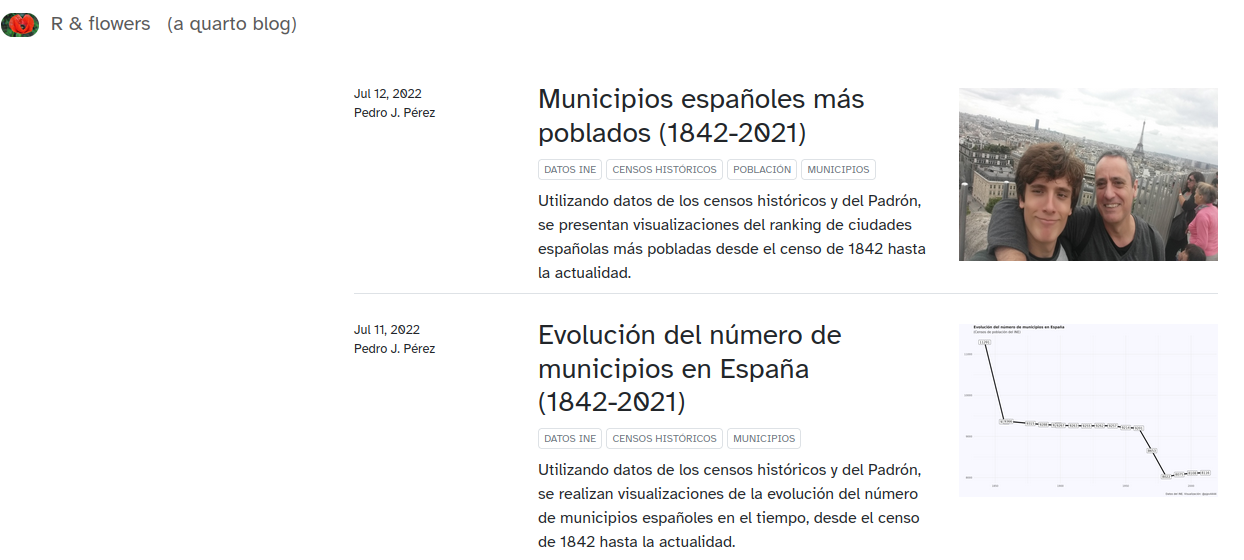 R & flowers (a quarto blog)
Jul 12, 2022
Pedro J. Pérez
Municipios españoles más
poblados (1842-2021)
DATOS INE CENSOS HISTÓRICOS POBLACIÓN MUNICIPIOS
Utilizando datos de los censos históricos y del Padrón,
se presentan visualizaciones del ranking de ciudades
españolas más pobladas desde el censo de 1842 hasta
la actualidad.
Jul 11, 2022
Pedro J. Pérez
Evolución del número de
municipios en España
(1842-2021)
DATOS INE CENSOS HISTÓRICOS MUNICIPIOS
Utilizando datos de los censos históricos y del Padrón,
se realizan visualizaciones de la evolución del número
de municipios españoles en el tiempo, desde el censo
de 1842 hasta la actualidad.
Evolución del número de municipios en España